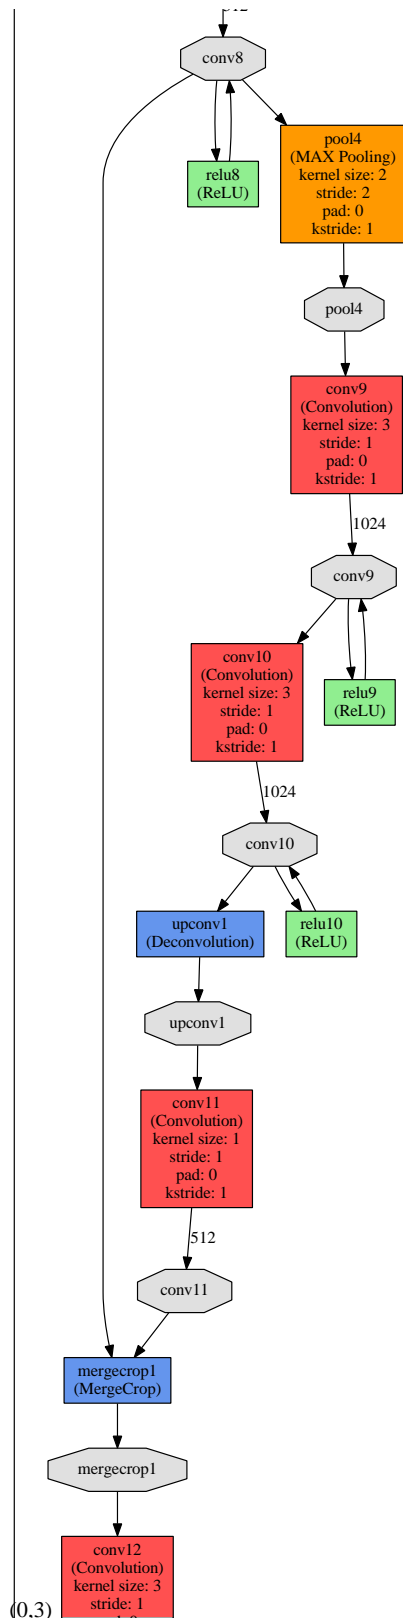 conv8
relu8
(ReLU)
pool4
(MAX Pooling)
kernel size: 2
stride: 2
pad: 0
kstride: 1
pool4
conv9
(Convolution)
kernel size: 3
stride: 1
pad: 0
kstride: 1
1024
conv9
conv10
(Convolution)
kernel size: 3
stride: 1
pad: 0
kstride: 1
relu9
(ReLU)
1024
conv10
upconv1
(Deconvolution)
relu10
(ReLU)
upconv1
conv11
(Convolution)
kernel size: 1
stride: 1
pad: 0
kstride: 1
512
conv11
mergecrop1
(MergeCrop)
mergecrop1
conv12
(Convolution)
kernel size: 3
stride: 1
(0,3)